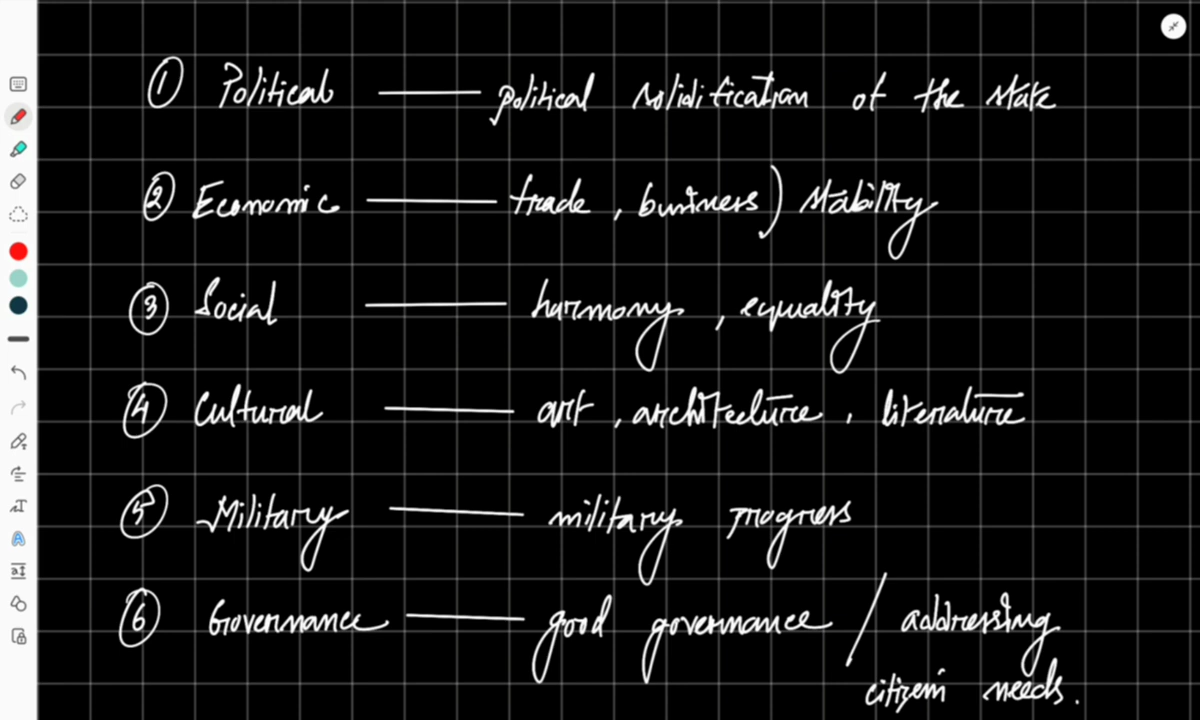 ① Political — political solidification of the state
② Economic — trade, business) stability
③ Social — harmony, equality
④ Cultural — art, architecture, literature
⑤ Military — military progress
⑥ Governance — good governance / addressing
citizen needs.